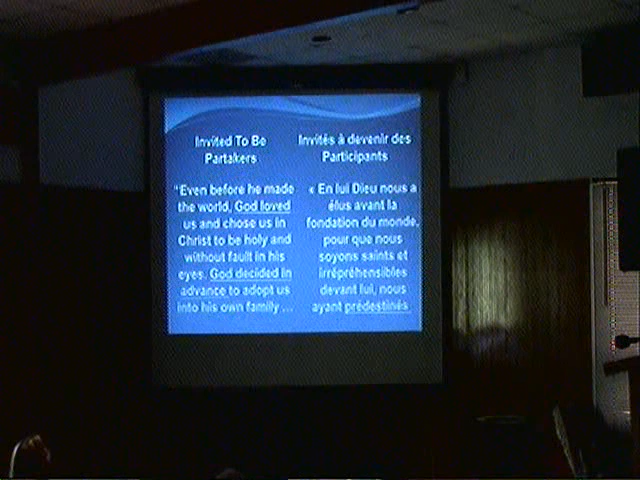 Invited To Be
Partakers
"Even before he made
the world, God loved
us and chose us in
Christ to be holy and
without fault in his
eyes. God decided in
advance to adopt us
into his own family ...
Invités à devenir des
Participants
« En lui Dieu nous a
élus avant la
fondation du monde,
pour que nous
soyons saints et
irrépréhensibles
devant lui, nous
ayant prédestinés